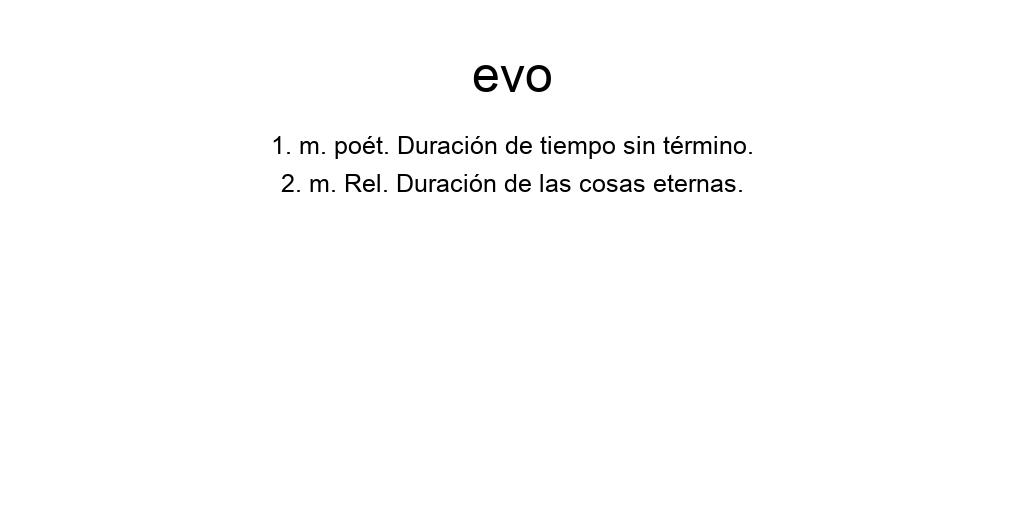 evo
1. m. poét. Duración de tiempo sin término.
2. m. Rel. Duración de las cosas eternas.